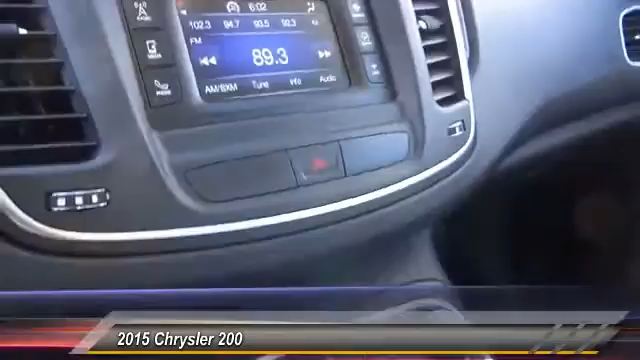 6:02
102.3 94.7 93.5 92.3
FM
89.3
AM/SXM Tune Info Audio
2015 Chrysler 200